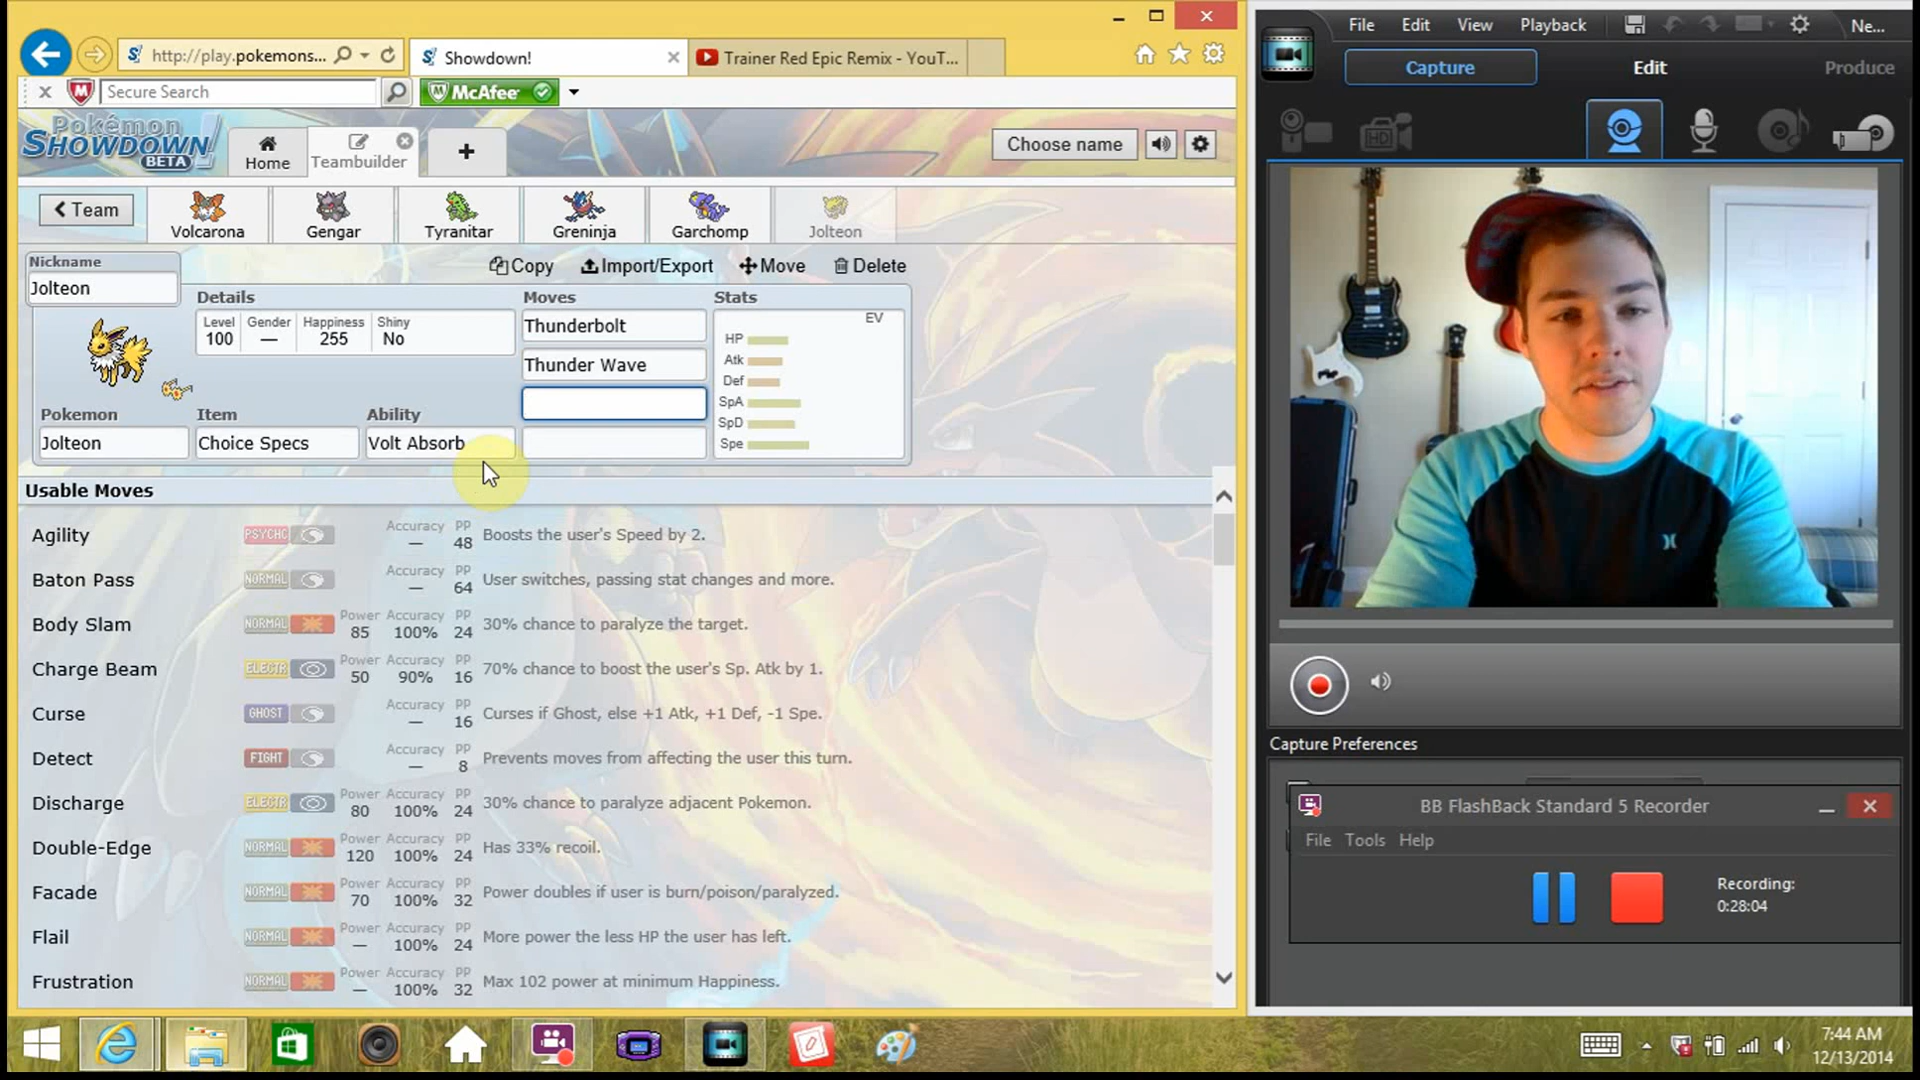 http://play.pokemons...
Showdown!
Trainer Red Epic Remix - YouT...
Secure Search
McAfee
Pokémon
SHOWDOWN!
BETA
Home
Teambuilder
Choose name
Team
Volcarona
Gengar
Tyranitar
Greninja
Garchomp
Jolteon
Nickname
Jolteon
Copy
Import/Export
Move
Delete
Details
Moves
Stats
Level
Gender
Happiness
Shiny
100
—
255
No
Thunderbolt
Thunder Wave
EV
HP
Atk
Def
SpA
SpD
Spe
Pokemon
Item
Ability
Jolteon
Choice Specs
Volt Absorb
Usable Moves
Agility PSYCHC Accuracy — PP 48 Boosts the user's Speed by 2.
Baton Pass NORMAL Accuracy — PP 64 User switches, passing stat changes and more.
Body Slam NORMAL Power 85 Accuracy 100% PP 24 30% chance to paralyze the target.
Charge Beam ELECTR Power 50 Accuracy 90% PP 16 70% chance to boost the user's Sp. Atk by 1.
Curse GHOST Accuracy — PP 16 Curses if Ghost, else +1 Atk, +1 Def, -1 Spe.
Detect FIGHT Accuracy — PP 8 Prevents moves from affecting the user this turn.
Discharge ELECTR Power 80 Accuracy 100% PP 24 30% chance to paralyze adjacent Pokemon.
Double-Edge NORMAL Power 120 Accuracy 100% PP 24 Has 33% recoil.
Facade NORMAL Power 70 Accuracy 100% PP 32 Power doubles if user is burn/poison/paralyzed.
Flail NORMAL Power — Accuracy 100% PP 24 More power the less HP the user has left.
Frustration NORMAL Power — Accuracy 100% PP 32 Max 102 power at minimum Happiness.
File Edit View Playback
Ne...
Capture
Edit
Produce
HD
Capture Preferences
BB FlashBack Standard 5 Recorder
File Tools Help
Recording:
0:28:04
7:44 AM
12/13/2014